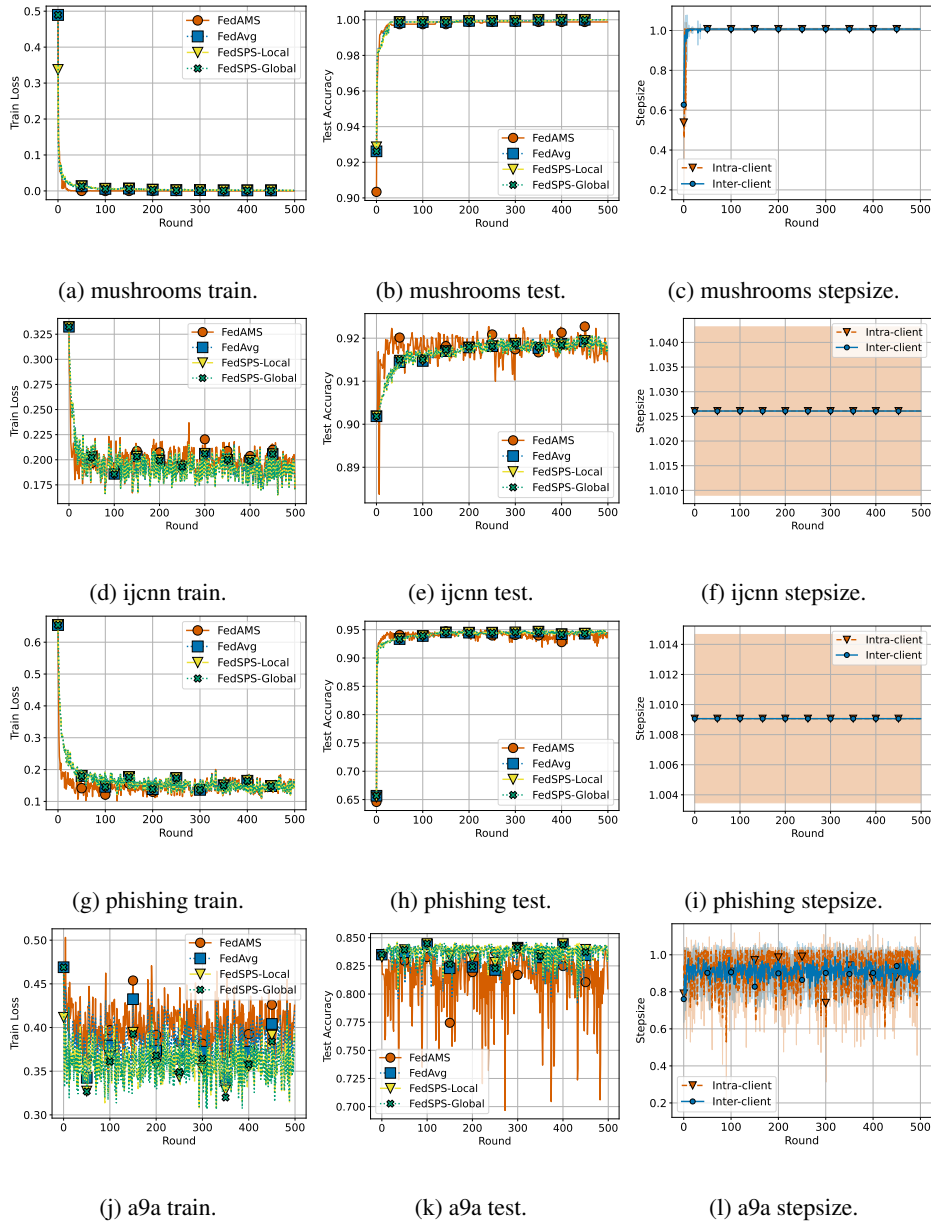 0.5
0.4
0.3
0.2
0.1
0.0
Train Loss
FedAMS
FedAvg
FedSPS-Local
FedSPS-Global
0 100 200 300 400 500
Round
1.00
0.98
0.96
0.94
0.92
0.90
Test Accuracy
FedAMS
FedAvg
FedSPS-Local
FedSPS-Global
0 100 200 300 400 500
Round
1.0
0.8
0.6
0.4
0.2
Stepsize
Intra-client
Inter-client
0 100 200 300 400 500
Round
(a) mushrooms train.
(b) mushrooms test.
(c) mushrooms stepsize.
0.325
0.300
0.275
0.250
0.225
0.200
0.175
Train Loss
FedAMS
FedAvg
FedSPS-Local
FedSPS-Global
0 100 200 300 400 500
Round
0.92
0.91
0.90
0.89
Test Accuracy
FedAMS
FedAvg
FedSPS-Local
FedSPS-Global
0 100 200 300 400 500
Round
1.040
1.035
1.030
1.025
1.020
1.015
1.010
Stepsize
Intra-client
Inter-client
0 100 200 300 400 500
Round
(d) ijcnn train.
(e) ijcnn test.
(f) ijcnn stepsize.
0.6
0.5
0.4
0.3
0.2
0.1
Train Loss
FedAMS
FedAvg
FedSPS-Local
FedSPS-Global
0 100 200 300 400 500
Round
0.95
0.90
0.85
0.80
0.75
0.70
0.65
Test Accuracy
FedAMS
FedAvg
FedSPS-Local
FedSPS-Global
0 100 200 300 400 500
Round
1.014
1.012
1.010
1.008
1.006
1.004
Stepsize
Intra-client
Inter-client
0 100 200 300 400 500
Round
(g) phishing train.
(h) phishing test.
(i) phishing stepsize.
0.50
0.45
0.40
0.35
0.30
Train Loss
FedAMS
FedAvg
FedSPS-Local
FedSPS-Global
0 100 200 300 400 500
Round
0.850
0.825
0.800
0.775
0.750
0.725
0.700
Test Accuracy
FedAMS
FedAvg
FedSPS-Local
FedSPS-Global
0 100 200 300 400 500
Round
1.0
0.8
0.6
0.4
0.2
Stepsize
Intra-client
Inter-client
0 100 200 300 400 500
Round
(j) a9a train.
(k) a9a test.
(l) a9a stepsize.